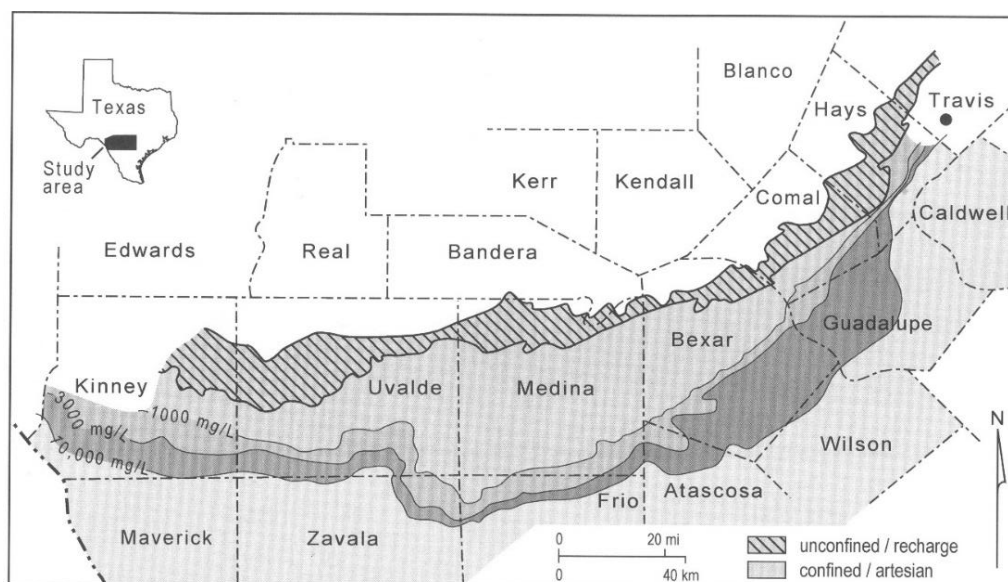 Texas
Study
area
Blanco
Hays
Travis
Kerr
Kendall
Comal
Caldwell
Edwards
Real
Bandera
Guadalupe
Bexar
Kinney
Uvalde
Medina
1000 mg/L
3000 mg/L
10,000 mg/L
Wilson
N
Frio
Atascosa
Maverick
Zavala
0 20 mi
0 40 km
unconfined / recharge
confined / artesian